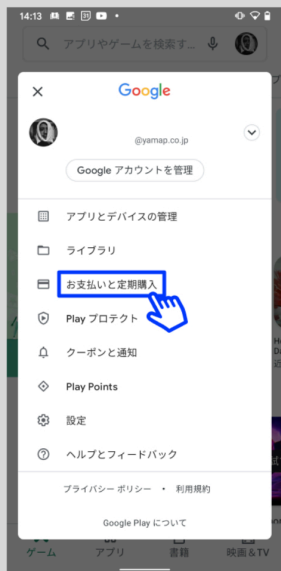 14:13
31
アプリやゲームを検索す...
Google
@yarnap.co.jp
Google アカウントを管理
アプリとデバイスの管理
ライブラリ
お支払いと定期購入
Play プロテクト
クーポンと通知
Play Points
設定
ヘルプとフィードバック
プライバシー ポリシー • 利用規約
Google Play について
ゲーム アプリ 書籍 映画＆TV